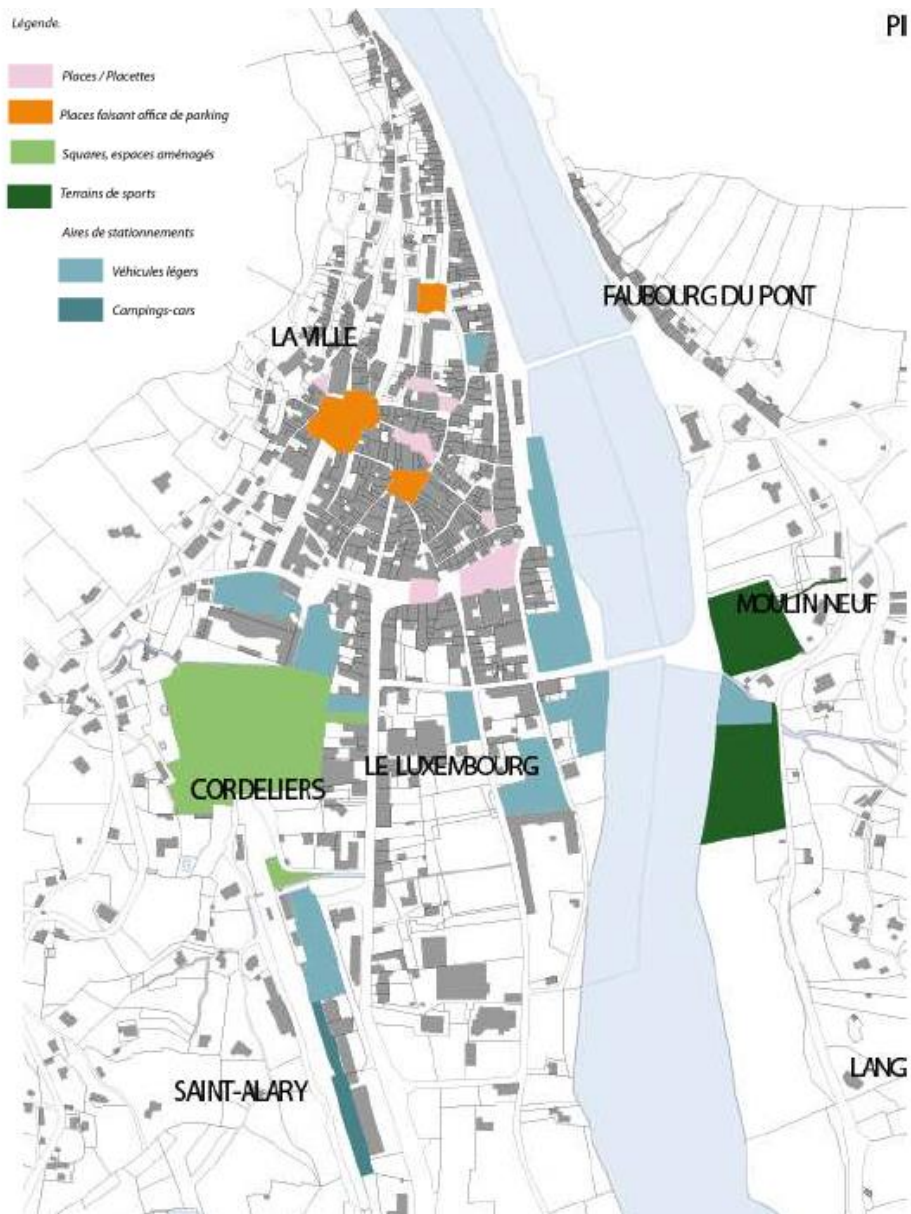 Légende.
PI
Places / Placettes
Places faisant office de parking
Squares, espaces aménagés
Terrains de sports
Aires de stationnements
Véhicules légers
Campings-cars
FAUBOURG DU PONT
LA VILLE
MOULIN NEUF
LE LUXEMBOURG
CORDELIERS
LANG
SAINT-ALARY